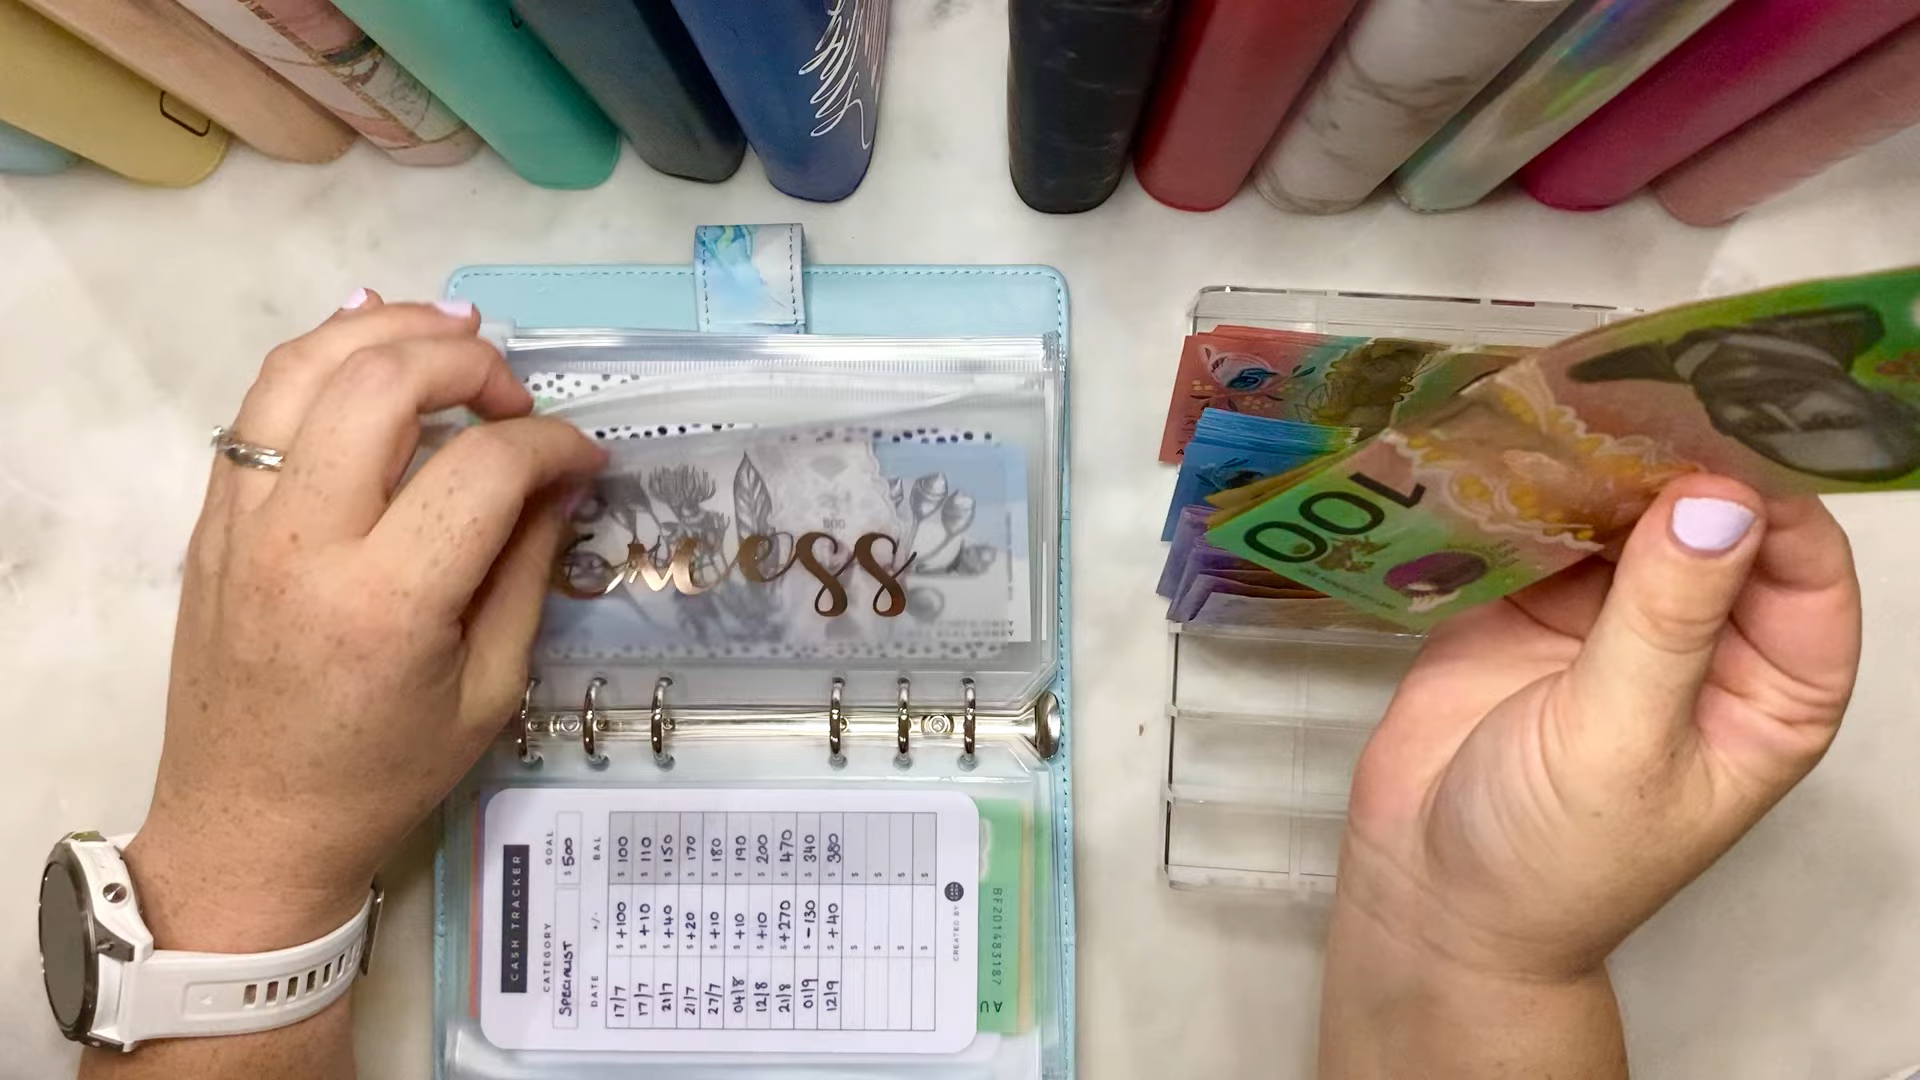 excess
100
CASH TRACKER
CATEGORY GOAL
SPECIALIST $ 500
DATE +/- BAL
17/7 $ +100 $ 100
17/7 $ +10 $ 110
21/7 $ +40 $ 150
21/7 $ +20 $ 170
27/7 $ +10 $ 180
04/8 $ +10 $ 190
12/8 $ +10 $ 200
21/8 $ +270 $ 470
01/9 $ -130 $ 340
12/9 $ +40 $ 380
$ $
$ $
$ $
$ $
CREATED BY